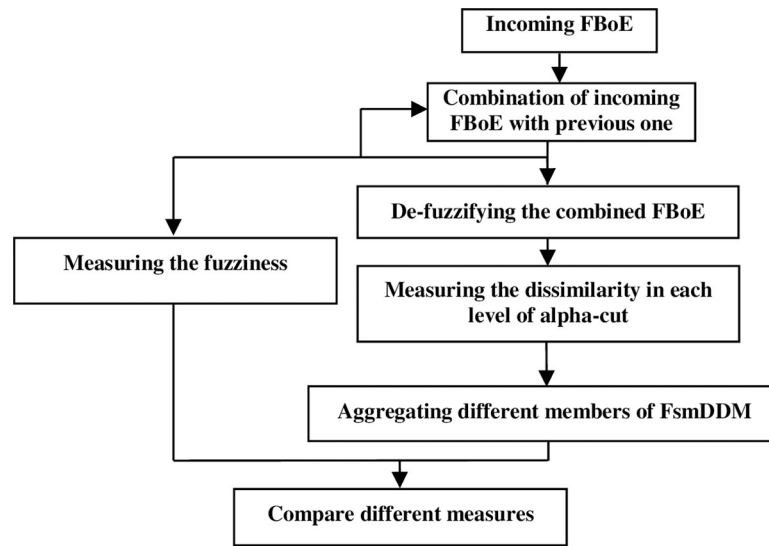 Incoming FBoE
Combination of incoming
FBoE with previous one
De-fuzzifying the combined FBoE
Measuring the fuzziness
Measuring the dissimilarity in each
level of alpha-cut
Aggregating different members of FsmDDM
Compare different measures